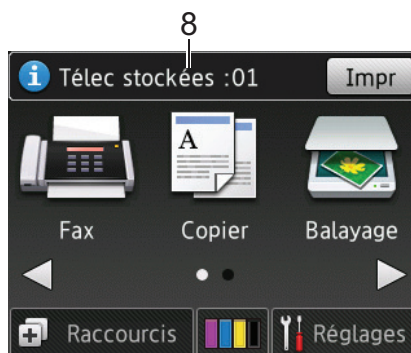 8
Télec stockées :01 Impr
A
Fax Copier Balayage
Raccourcis Réglages